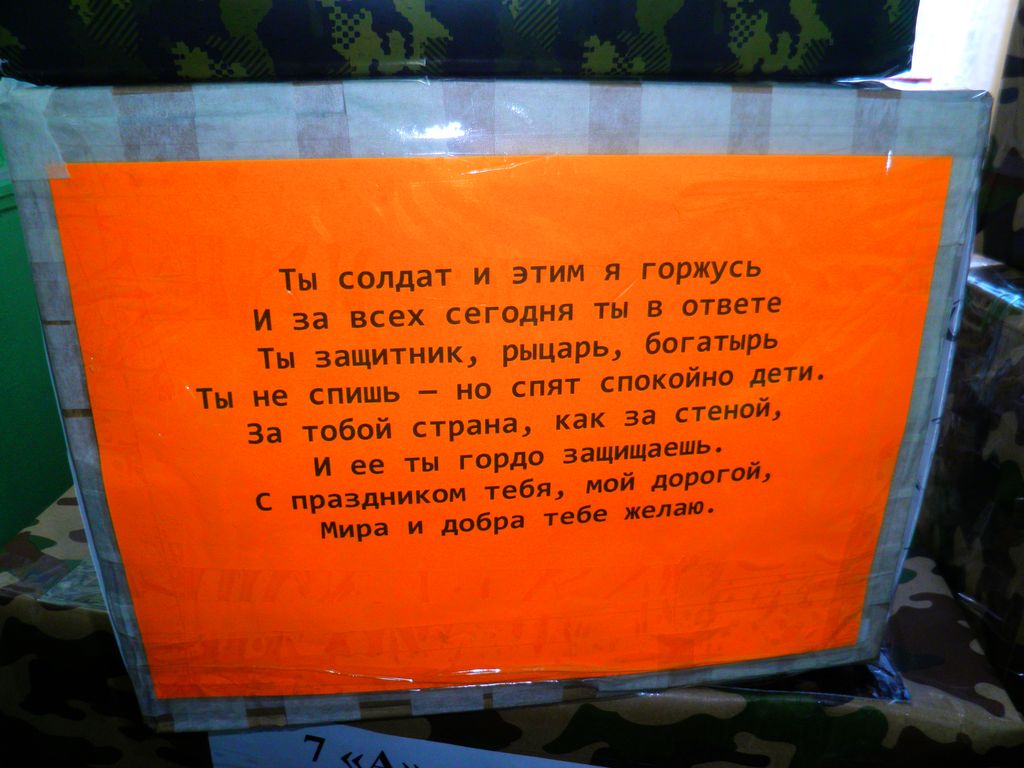 Ты солдат и этим я горжусь
И за всех сегодня ты в ответе
Ты защитник, рыцарь, богатырь
Ты не спишь – но спят спокойно дети.
За тобой страна, как за стеной,
И ее ты гордо защищаешь.
С праздником тебя, мой дорогой,
Мира и добра тебе желаю.
7 «А»